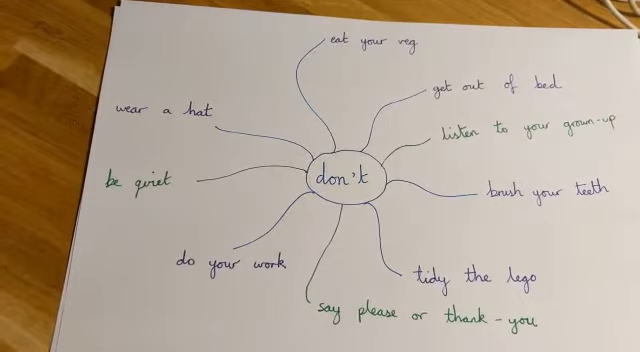 eat your veg
get out of bed
wear a hat
listen to your grown-up
be quiet
don't
brush your teeth
do your work
tidy the lego
say please or thank-you